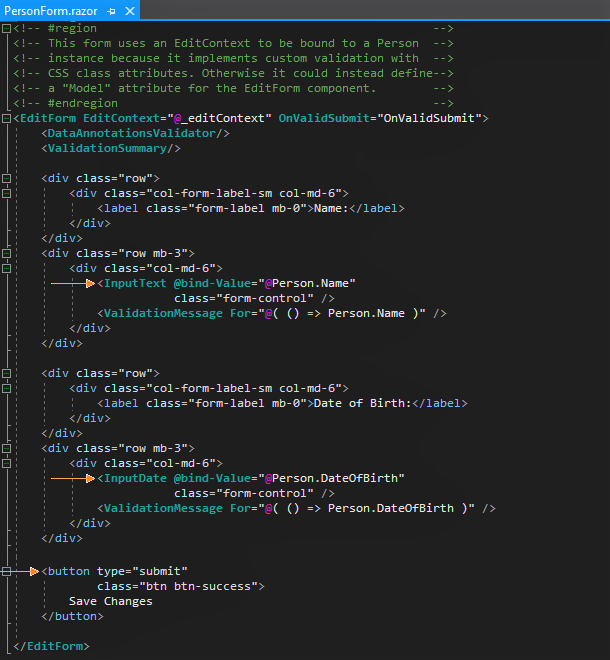 PersonForm.razor
<!-- #region                                                -->
<!-- This form uses an EditContext to be bound to a Person  -->
<!-- instance because it implements custom validation with  -->
<!-- CSS class attributes. Otherwise it could instead define-->
<!-- a "Model" attribute for the EditForm component.        -->
<!-- #endregion                                             -->
<EditForm EditContext="@_editContext" OnValidSubmit="OnValidSubmit">
    <DataAnnotationsValidator/>
    <ValidationSummary/>
    <div class="row">
        <div class="col-form-label-sm col-md-6">
            <label class="form-label mb-0">Name:</label>
        </div>
    </div>
    <div class="row mb-3">
        <div class="col-md-6">
            <InputText @bind-Value="@Person.Name"
                       class="form-control" />
            <ValidationMessage For="@( () => Person.Name )" />
        </div>
    </div>
    <div class="row">
        <div class="col-form-label-sm col-md-6">
            <label class="form-label mb-0">Date of Birth:</label>
        </div>
    </div>
    <div class="row mb-3">
        <div class="col-md-6">
            <InputDate @bind-Value="@Person.DateOfBirth"
                       class="form-control" />
            <ValidationMessage For="@( () => Person.DateOfBirth )" />
        </div>
    </div>
    <button type="submit"
            class="btn btn-success">
        Save Changes
    </button>
</EditForm>